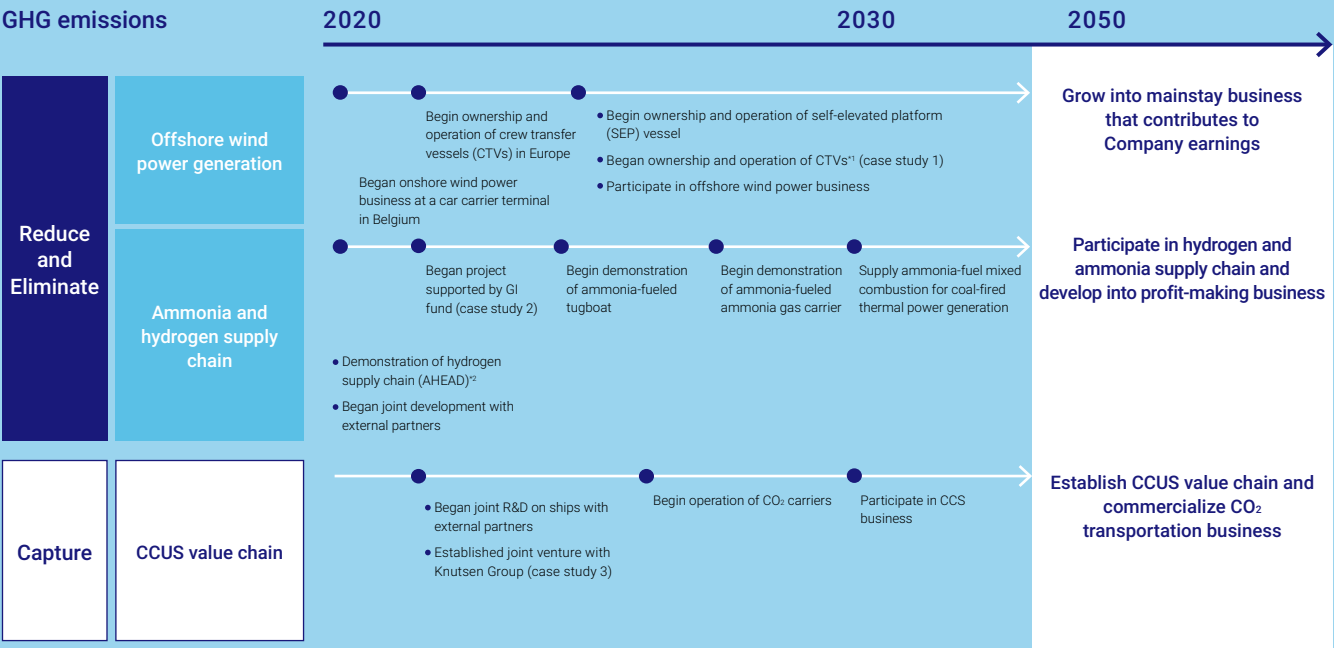 GHG emissions
2020
2030
2050
Reduce
and
Eliminate
Offshore wind
power generation
Begin ownership and
operation of crew transfer
vessels (CTVs) in Europe
Began onshore wind power
business at a car carrier terminal
in Belgium
• Begin ownership and operation of self-elevated platform
(SEP) vessel
• Began ownership and operation of CTVs*1 (case study 1)
• Participate in offshore wind power business
Grow into mainstay business
that contributes to
Company earnings
Ammonia and
hydrogen supply
chain
Began project
supported by GI
fund (case study 2)
Begin demonstration
of ammonia-fueled
tugboat
Begin demonstration
of ammonia-fueled
ammonia gas carrier
Supply ammonia-fuel mixed
combustion for coal-fired
thermal power generation
• Demonstration of hydrogen
supply chain (AHEAD)*2
• Began joint development with
external partners
Participate in hydrogen and
ammonia supply chain and
develop into profit-making business
Capture
CCUS value chain
• Began joint R&D on ships with
external partners
• Established joint venture with
Knutsen Group (case study 3)
Begin operation of CO₂ carriers
Participate in CCS
business
Establish CCUS value chain and
commercialize CO₂
transportation business